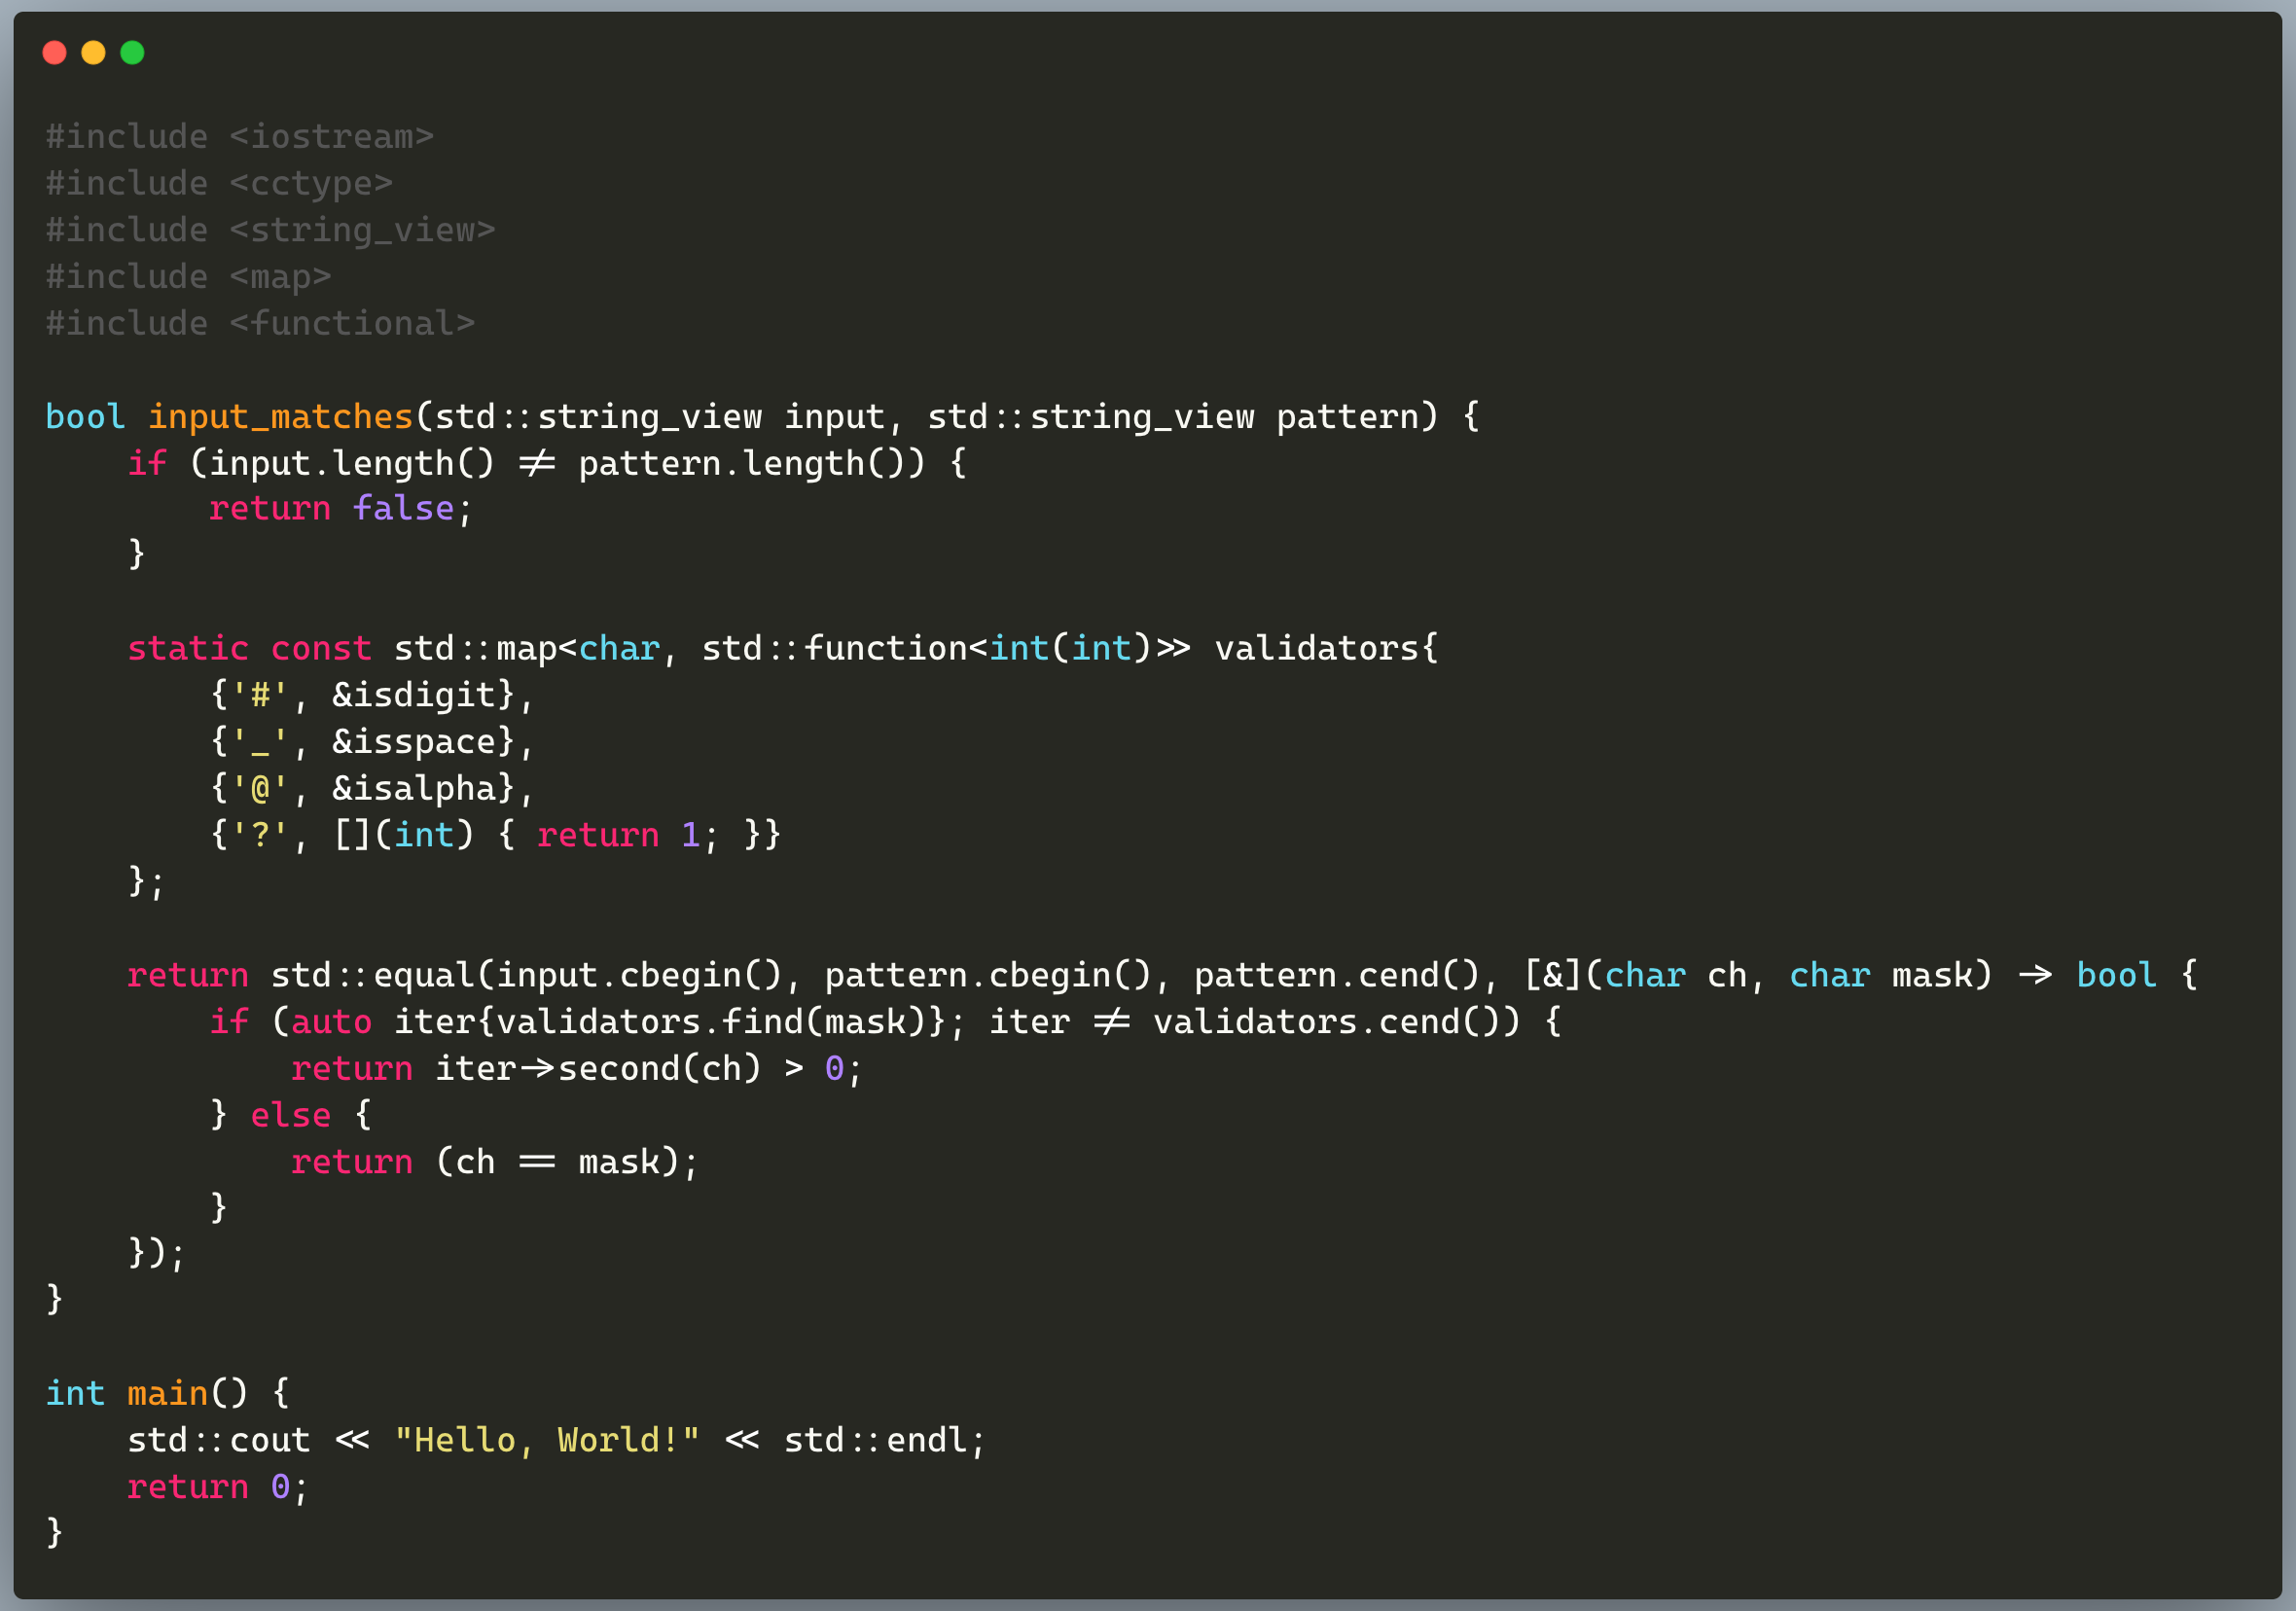 #include <iostream>
#include <cctype>
#include <string_view>
#include <map>
#include <functional>

bool input_matches(std::string_view input, std::string_view pattern) {
    if (input.length() != pattern.length()) {
        return false;
    }

    static const std::map<char, std::function<int(int)>> validators{
        {'#', &isdigit},
        {'_', &isspace},
        {'@', &isalpha},
        {'?', [](int) { return 1; }}
    };

    return std::equal(input.cbegin(), pattern.cbegin(), pattern.cend(), [&](char ch, char mask) -> bool {
        if (auto iter{validators.find(mask)}; iter != validators.cend()) {
            return iter->second(ch) > 0;
        } else {
            return (ch == mask);
        }
    });
}

int main() {
    std::cout << "Hello, World!" << std::endl;
    return 0;
}